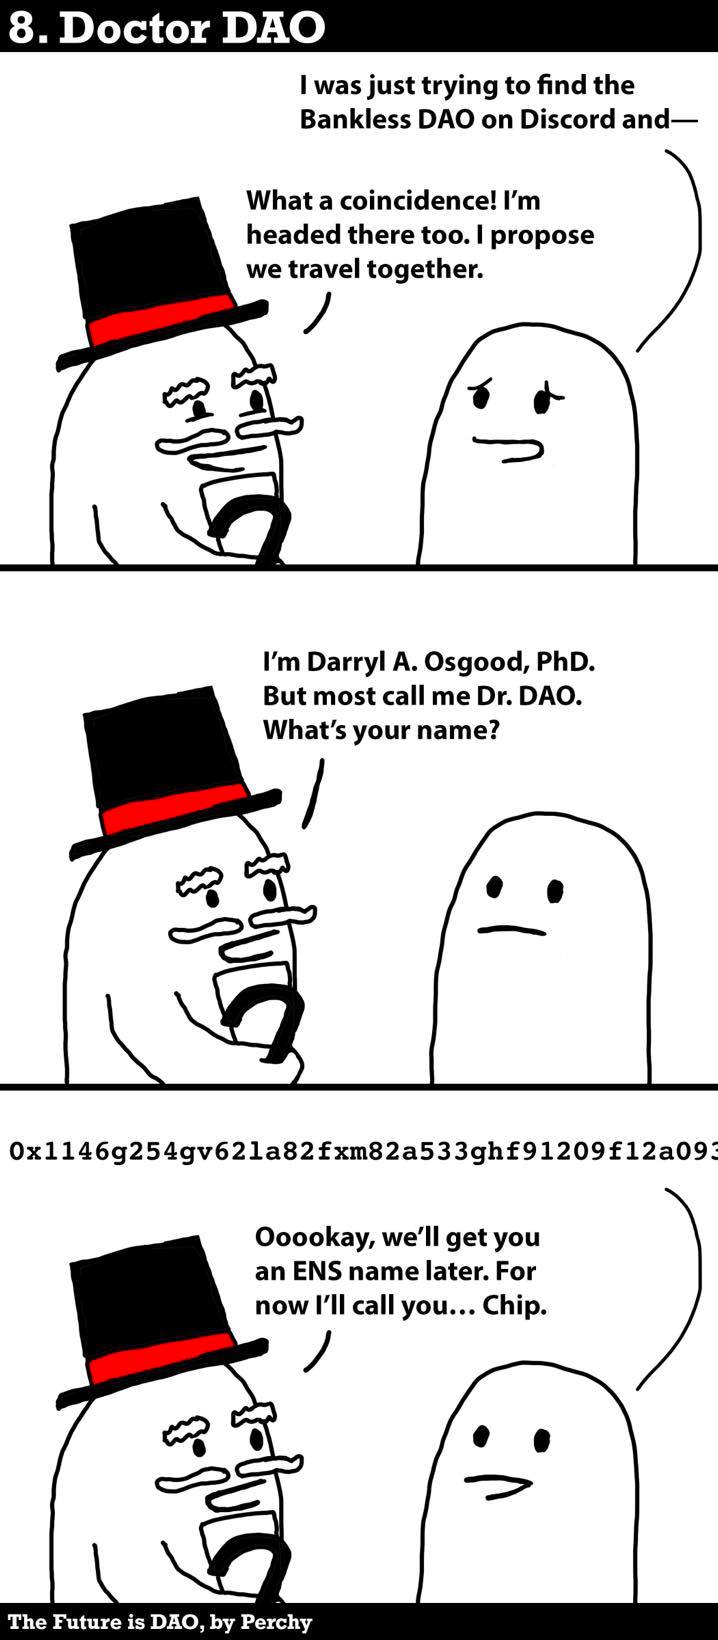 8. Doctor DAO
I was just trying to find the
Bankless DAO on Discord and—
What a coincidence! I’m
headed there too. I propose
we travel together.
I’m Darryl A. Osgood, PhD.
But most call me Dr. DAO.
What’s your name?
0x1146g254gv62la82fxm82a533ghf91209f12a093
Ooookay, we’ll get you
an ENS name later. For
now I’ll call you... Chip.
The Future is DAO, by Perchy